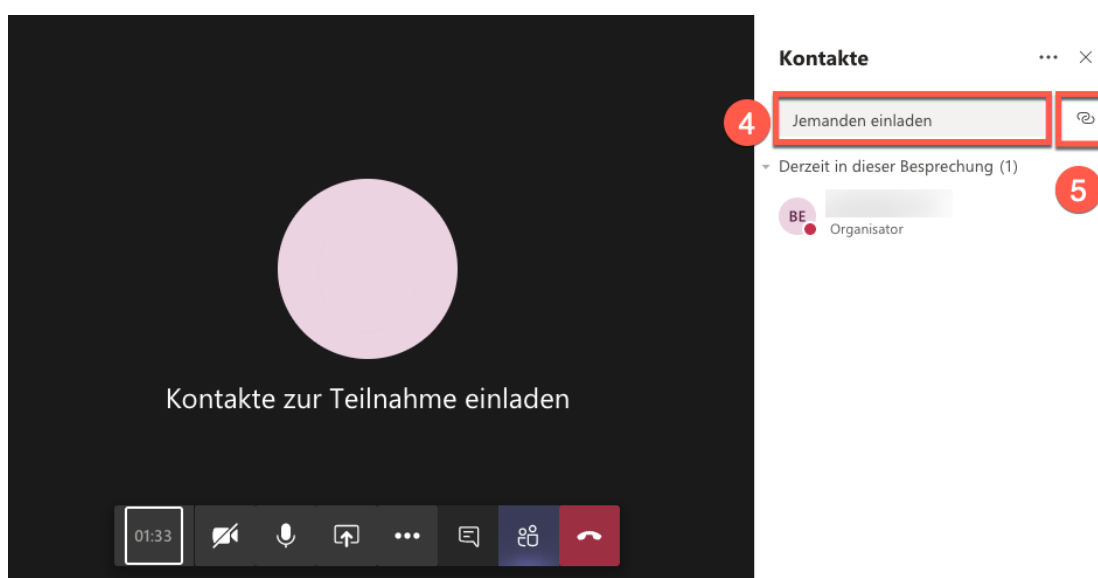 Kontakte
4
Jemanden einladen
5
Derzeit in dieser Besprechung (1)
BE
Organisator
Kontakte zur Teilnahme einladen
01:33